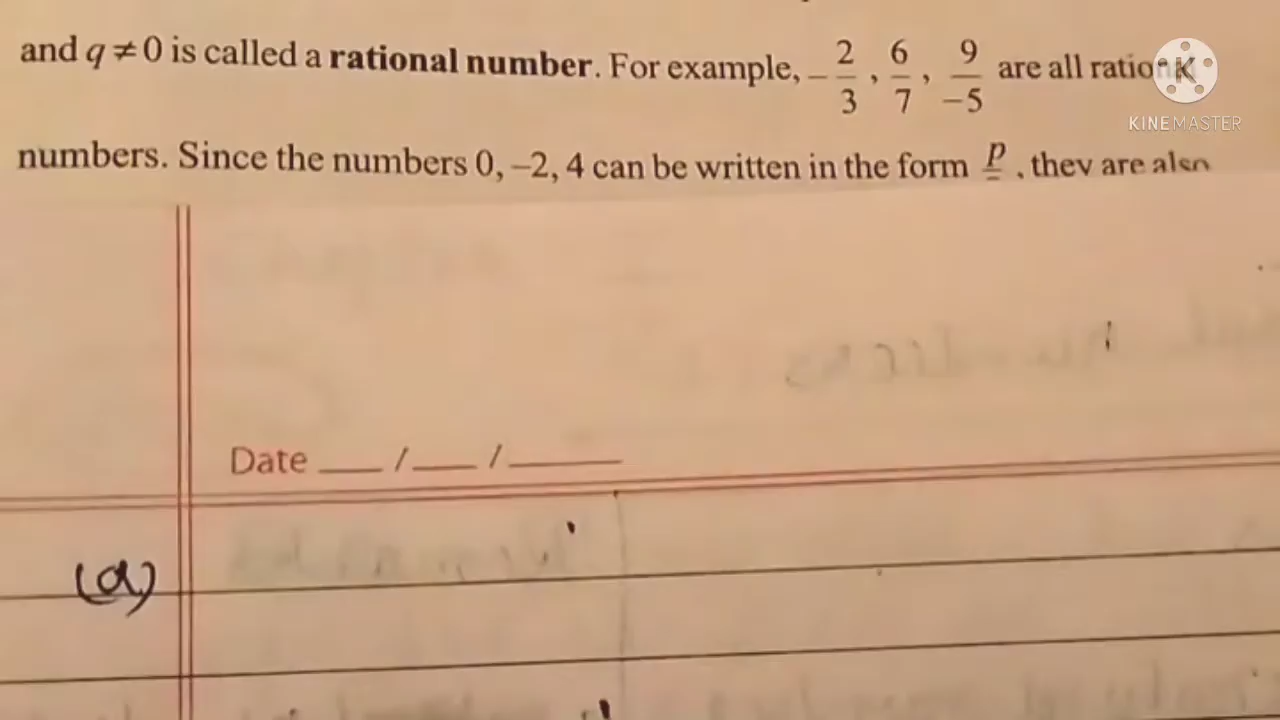 and q ≠ 0 is called a rational number. For example, -2/3, 6/7, 9/-5 are all rational
KINEMASTER
numbers. Since the numbers 0, –2, 4 can be written in the form p , they are also
Date ___ /___ /_____
(a)